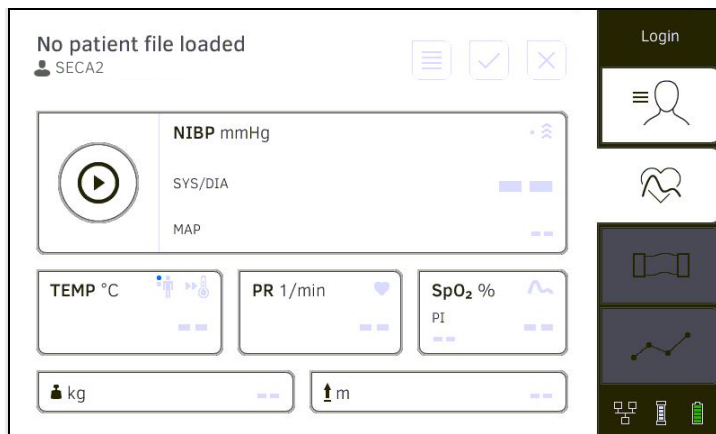 No patient file loaded
SECA2
Login
NIBP mmHg
SYS/DIA
MAP
TEMP °C
PR 1/min
SpO₂ %
PI
kg
m